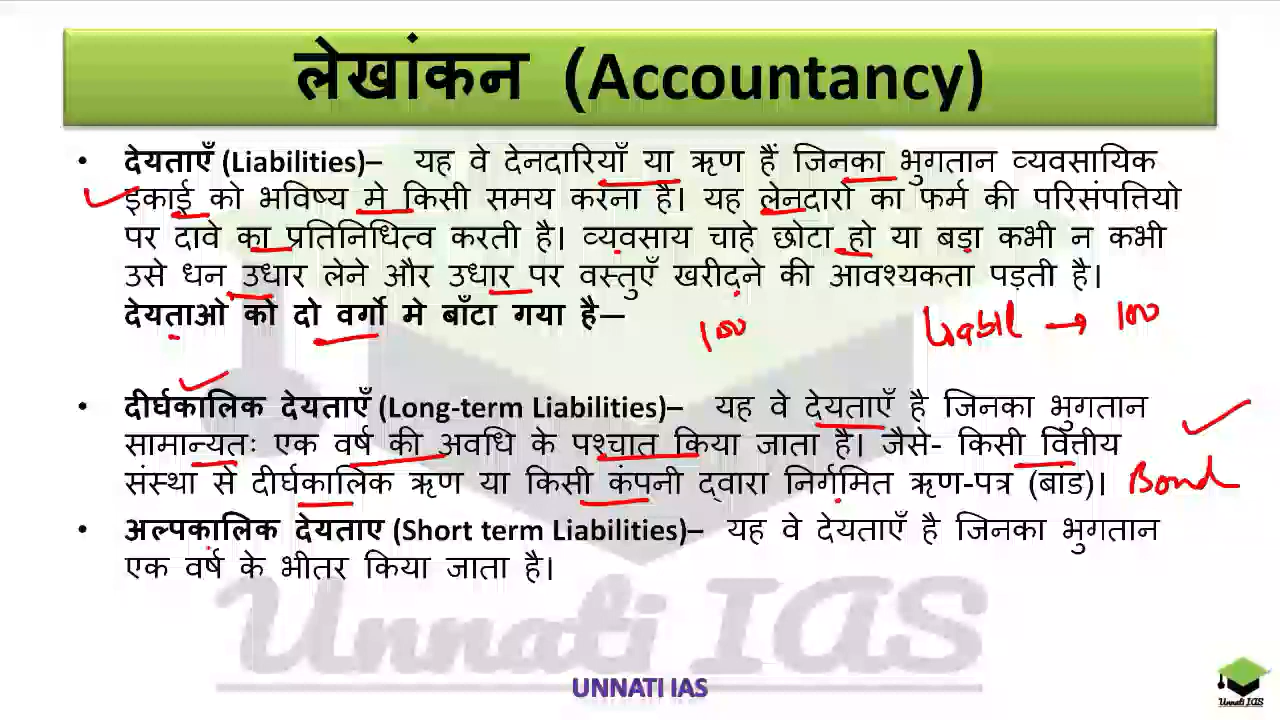 लेखांकन (Accountancy)
• देयताएँ (Liabilities)– यह वे देनदारियाँ या ऋण हैं जिनका भुगतान व्यवसायिक
इकाई को भविष्य मे किसी समय करना है। यह लेनदारो का फर्म की परिसंपत्तियो
पर दावे का प्रतिनिधित्व करती है। व्यवसाय चाहे छोटा हो या बड़ा कभी न कभी
उसे धन उधार लेने और उधार पर वस्तुएँ खरीदने की आवश्यकता पड़ती है।
देयताओ को दो वर्गो मे बाँटा गया है—
100 liabil → 100
• दीर्घकालिक देयताएँ (Long-term Liabilities)– यह वे देयताएँ है जिनका भुगतान
सामान्यतः एक वर्ष की अवधि के पश्चात किया जाता है। जैसे- किसी वित्तीय
संस्था से दीर्घकालिक ऋण या किसी कंपनी द्वारा निर्गमित ऋण-पत्र (बांड)। Bond
• अल्पकालिक देयताए (Short term Liabilities)– यह वे देयताएँ है जिनका भुगतान
एक वर्ष के भीतर किया जाता है।
Unnati IAS
UNNATI IAS
Unnati IAS